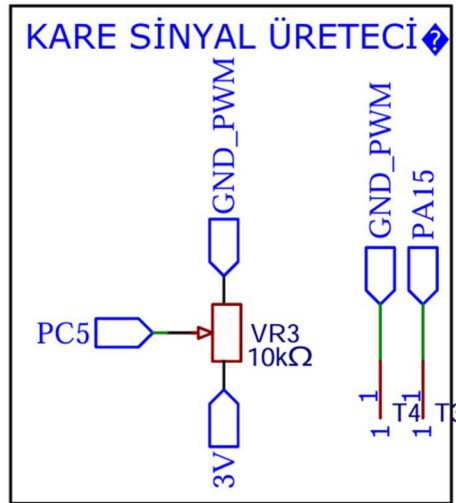 KARE SİNYAL ÜRETECİ�
GND_PWM
GND_PWM
PA15
PC5
VR3
10kΩ
3V
1
1
T4
1
1